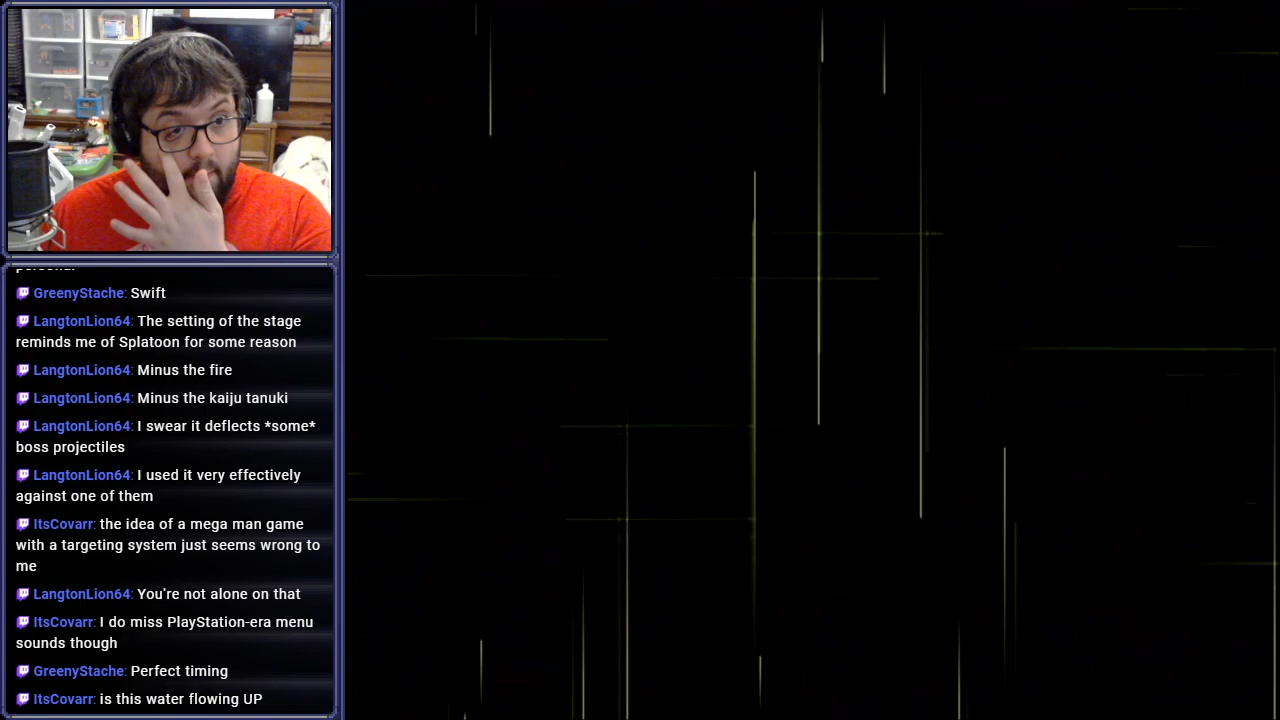 GreenyStache: Swift
LangtonLion64: The setting of the stage
reminds me of Splatoon for some reason
LangtonLion64: Minus the fire
LangtonLion64: Minus the kaiju tanuki
LangtonLion64: I swear it deflects *some*
boss projectiles
LangtonLion64: I used it very effectively
against one of them
ItsCovarr: the idea of a mega man game
with a targeting system just seems wrong to
me
LangtonLion64: You're not alone on that
ItsCovarr: I do miss PlayStation-era menu
sounds though
GreenyStache: Perfect timing
ItsCovarr: is this water flowing UP